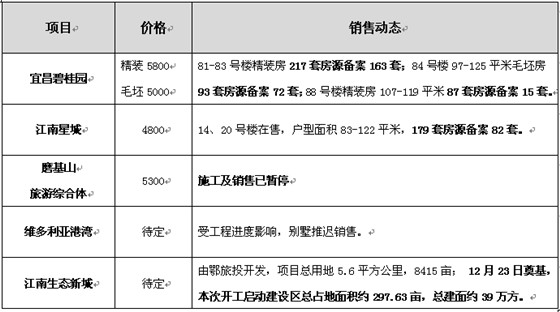 项目
价格
销售动态
宜昌碧桂园
精装 5800
毛坯 5000
81-83 号楼精装房 217 套房源备案 163 套；84 号楼 97-125 平米毛坯房
93 套房源备案 72 套；88 号楼精装房 107-119 平米 87 套房源备案 15 套。
江南星城
4800
14、20 号楼在售，户型面积 83-122 平米，179 套房源备案 82 套。
磨基山
旅游综合体
5300
施工及销售已暂停
维多利亚港湾
待定
受工程进度影响，别墅推迟销售。
江南生态新城
待定
由鄂旅投开发，项目总用地 5.6 平方公里，8415 亩； 12 月 23 日奠基，
本次开工启动建设区总占地面积约 297.63 亩，总建面约 39 万方。